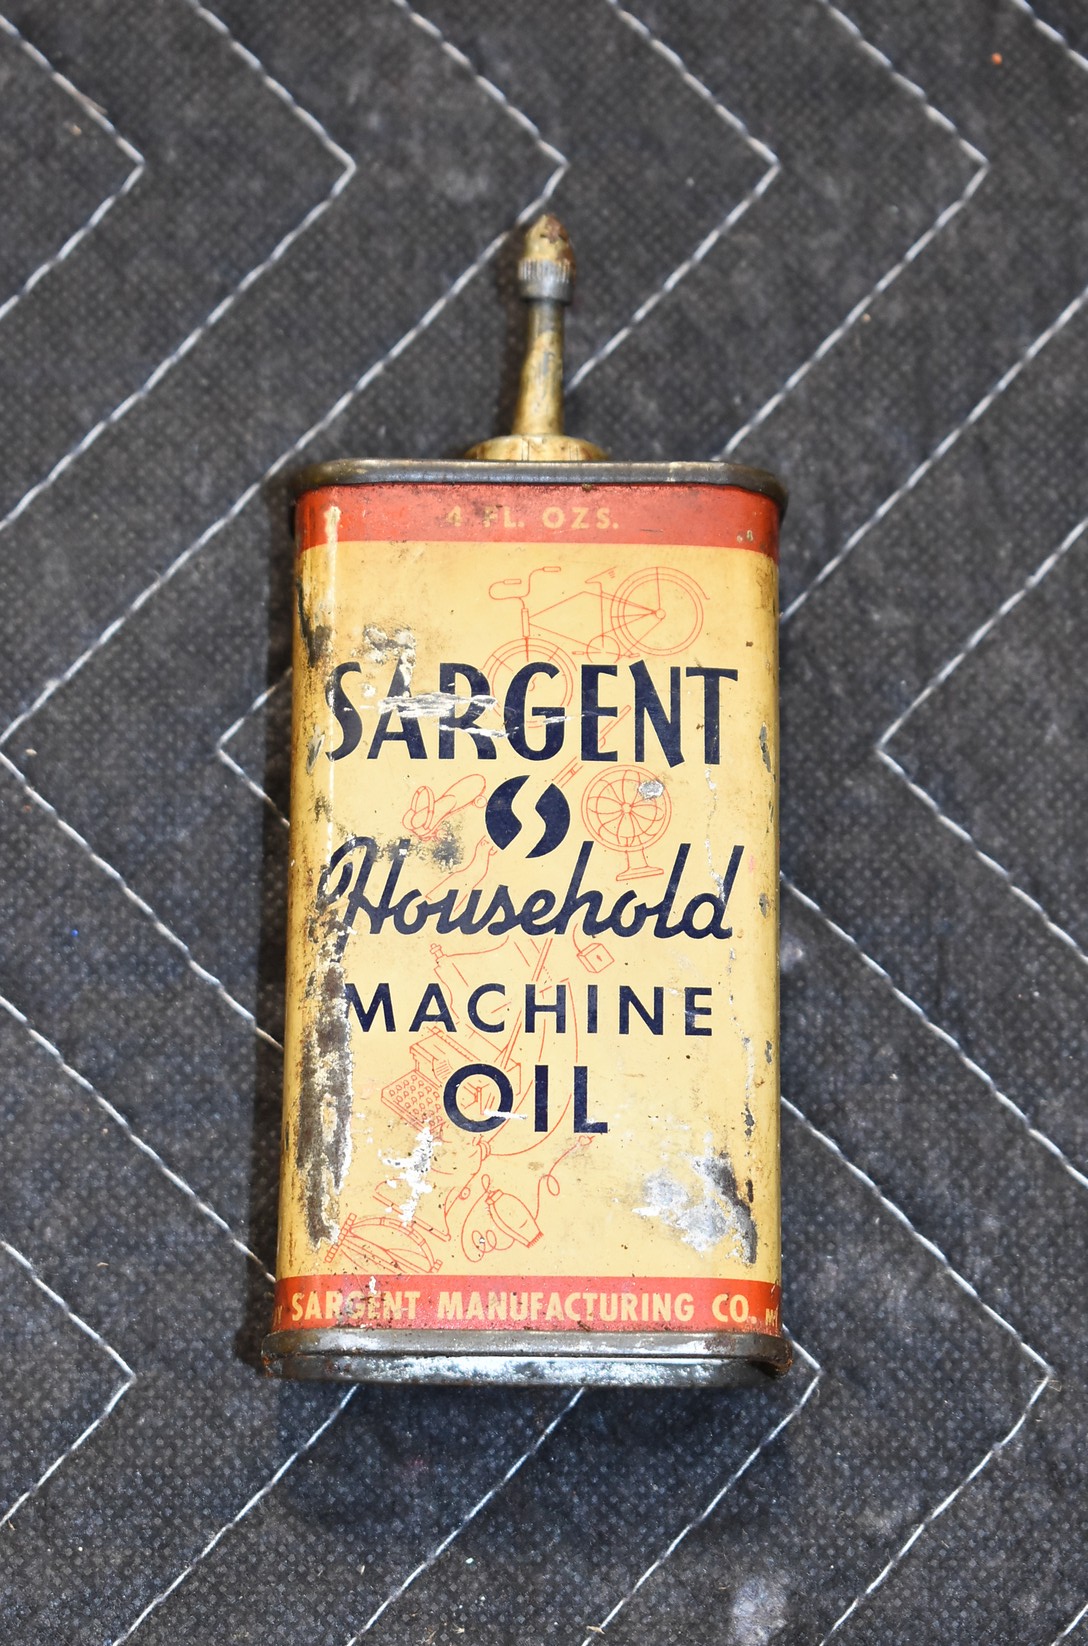 4 FL. OZS.
SARGENT
Household
MACHINE
OIL
SARGENT MANUFACTURING CO.